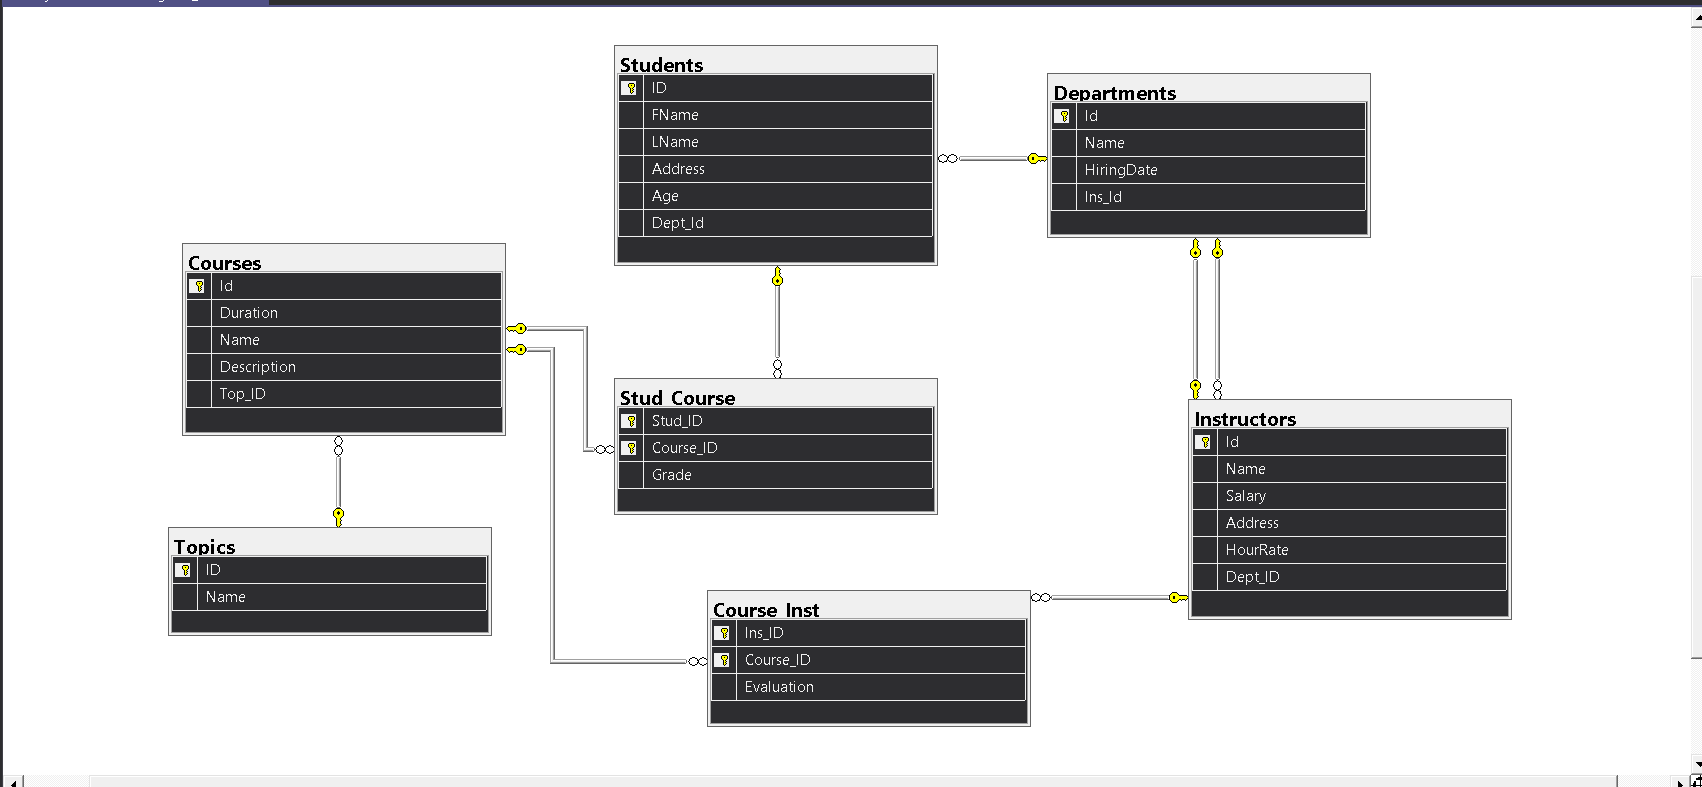 Students
ID
FName
LName
Address
Age
Dept_Id
Departments
Id
Name
HiringDate
Ins_Id
Courses
Id
Duration
Name
Description
Top_ID
Stud_Course
Stud_ID
Course_ID
Grade
Instructors
Id
Name
Salary
Address
HourRate
Dept_ID
Topics
ID
Name
Course_Inst
Ins_ID
Course_ID
Evaluation